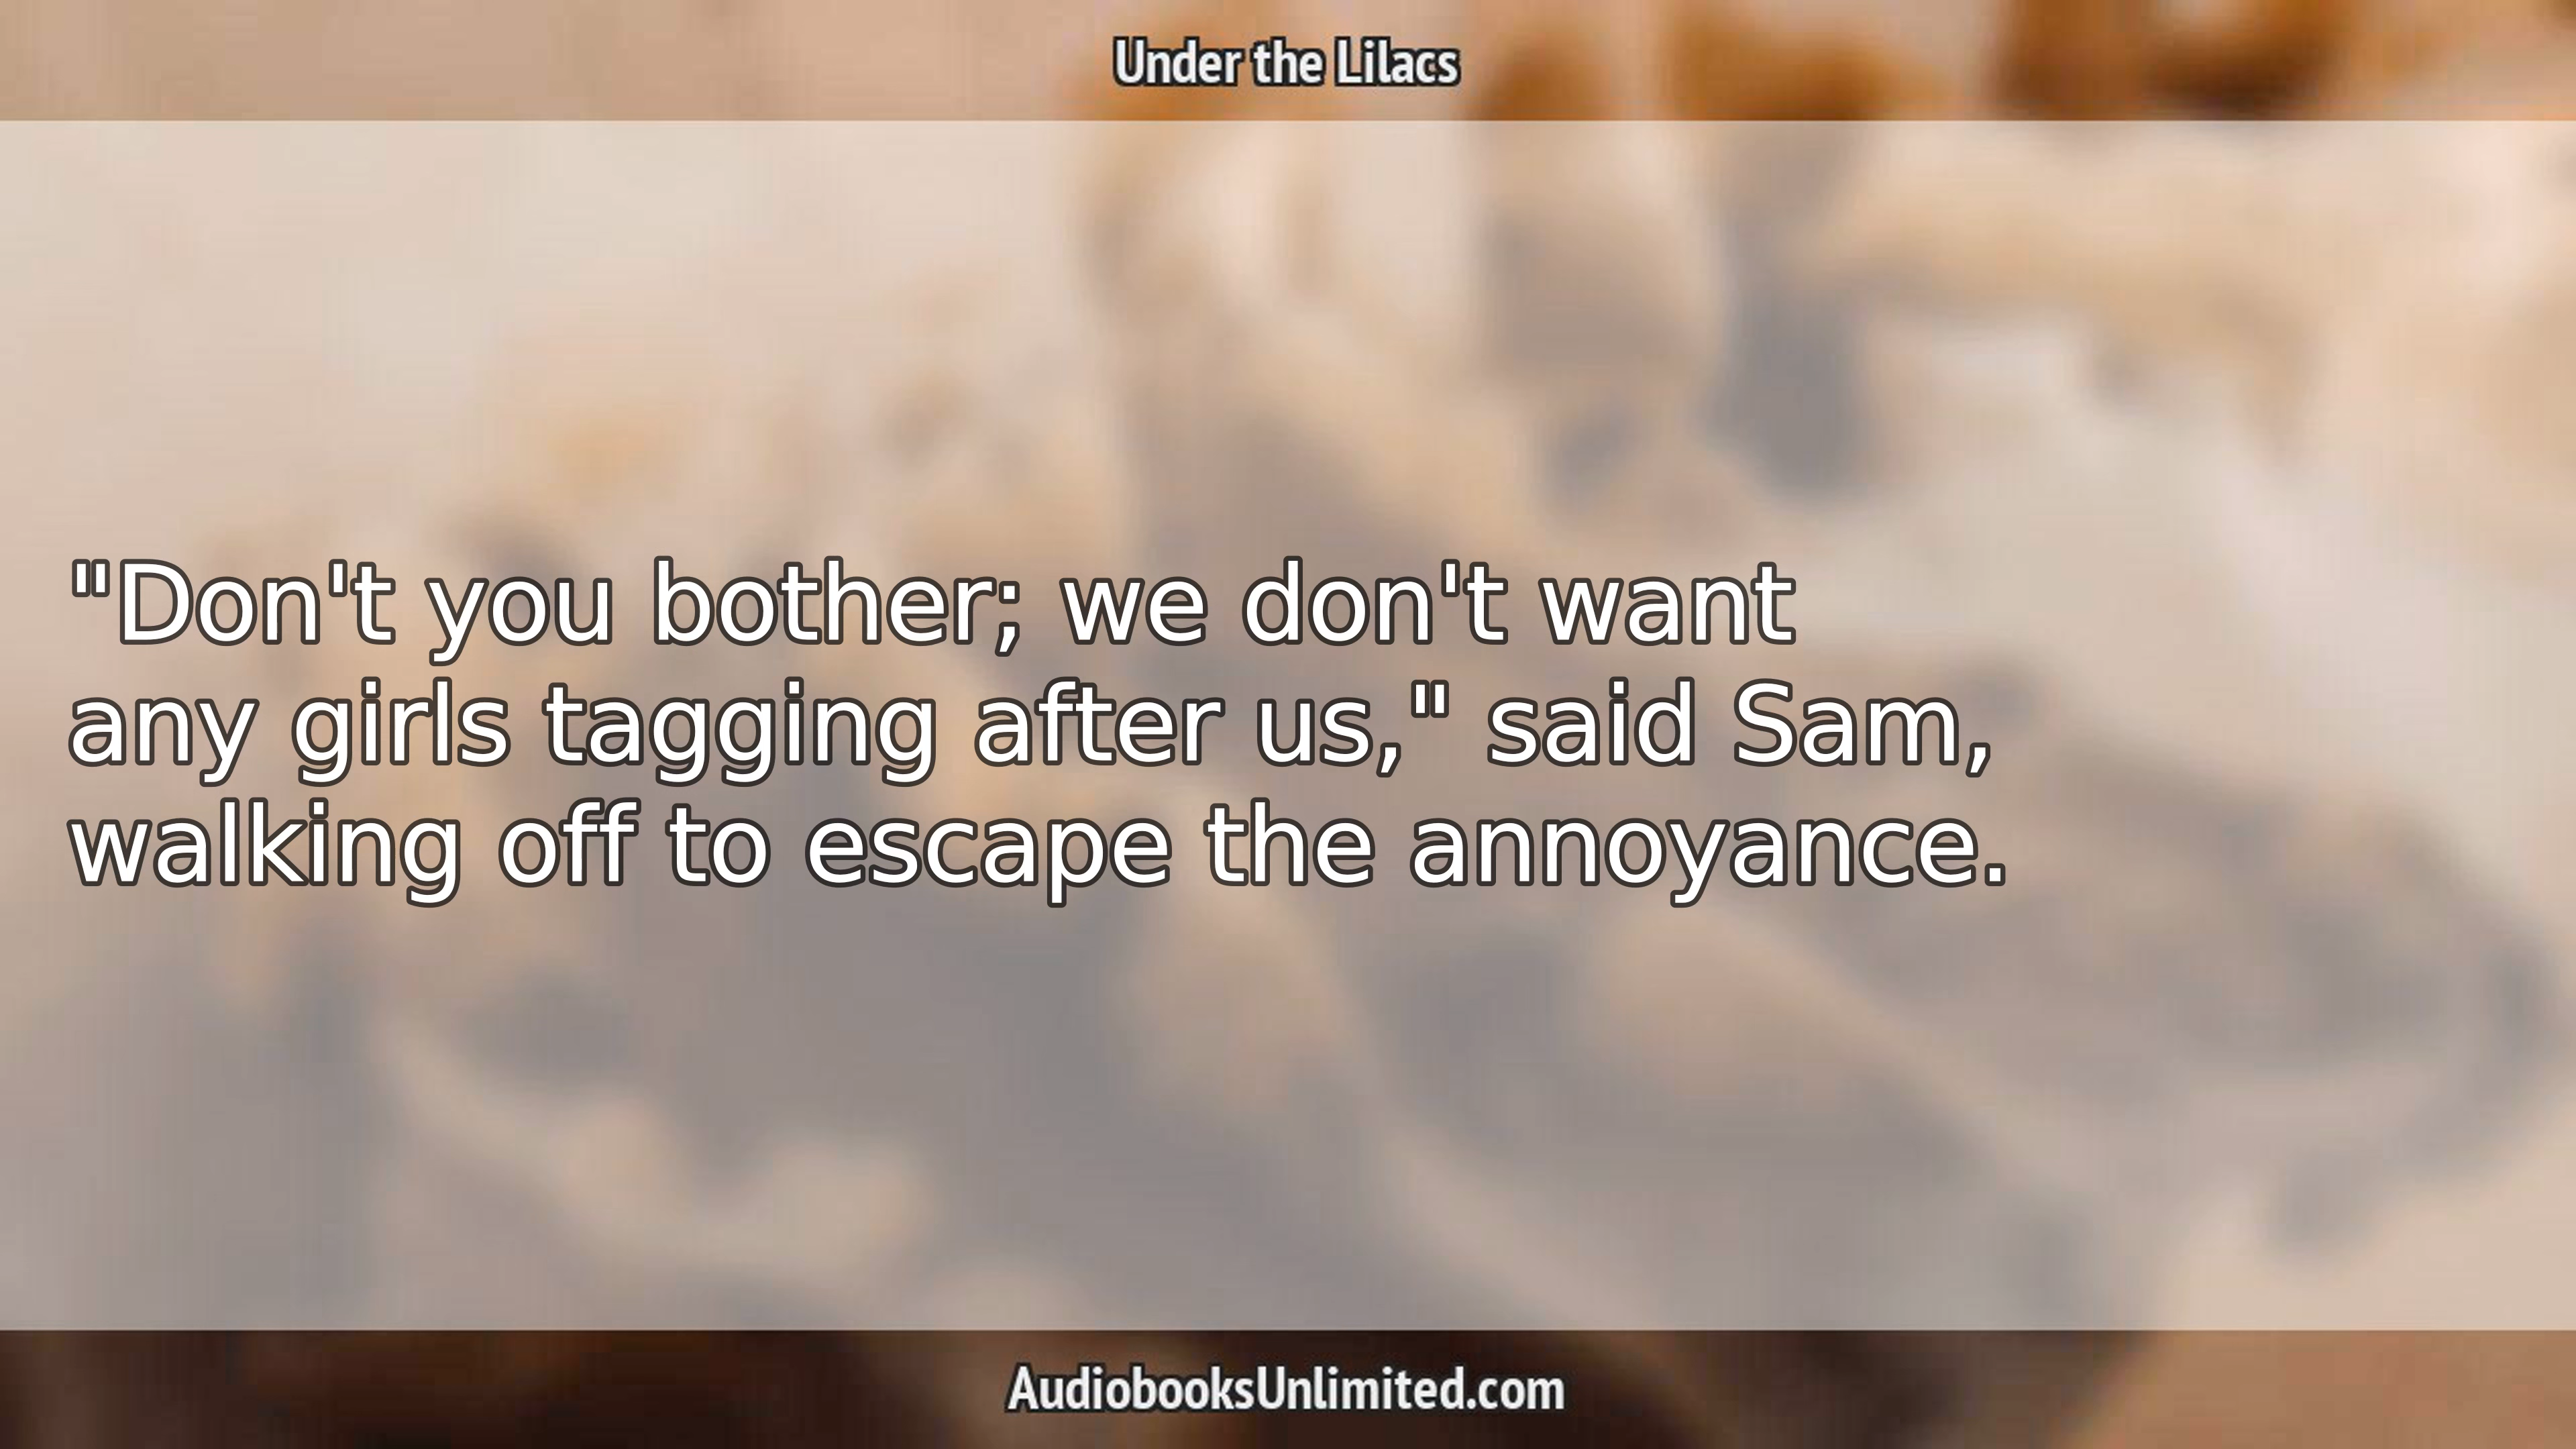 Under the Lilacs
"Don't you bother; we don't want
any girls tagging after us," said Sam,
walking off to escape the annoyance.
AudiobooksUnlimited.com